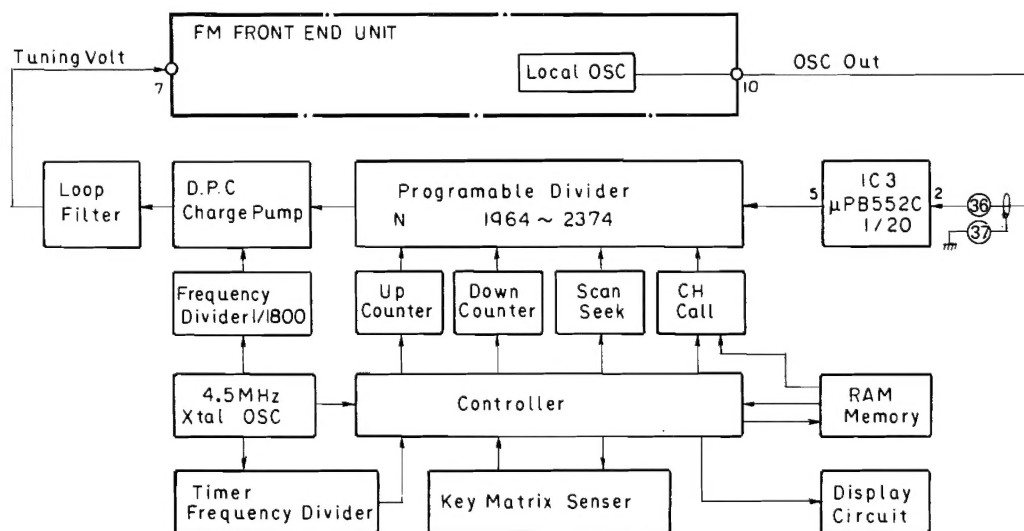 FM FRONT END UNIT
Tuning Volt
7
Local OSC
10
OSC Out
Loop
Filter
D.P.C
Charge Pump
Programable Divider
N 1964 ~ 2374
5
IC3
μPB552C
1/20
2
36
37
Frequency
Divider 1/1800
Up
Counter
Down
Counter
Scan
Seek
CH
Call
4.5MHz
Xtal OSC
Controller
RAM
Memory
Timer
Frequency Divider
Key Matrix Senser
Display
Circuit